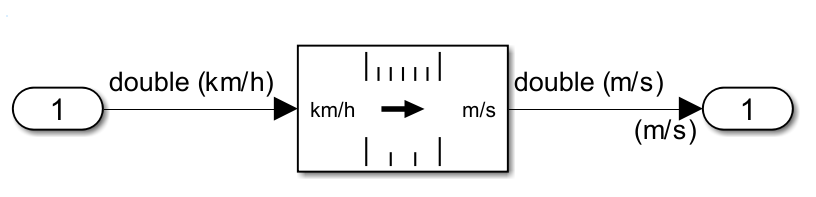 1
double (km/h)
km/h
m/s
double (m/s)
(m/s)
1